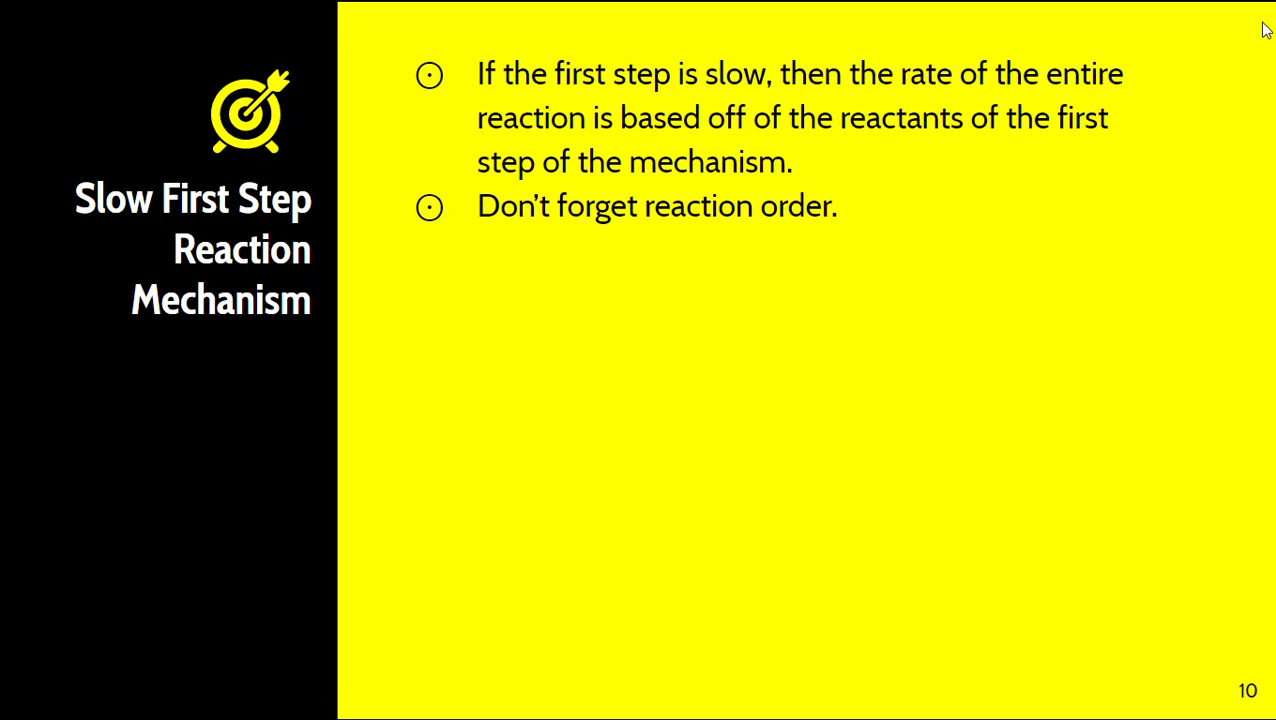 Slow First Step
Reaction
Mechanism
If the first step is slow, then the rate of the entire
reaction is based off of the reactants of the first
step of the mechanism.
Don’t forget reaction order.
10